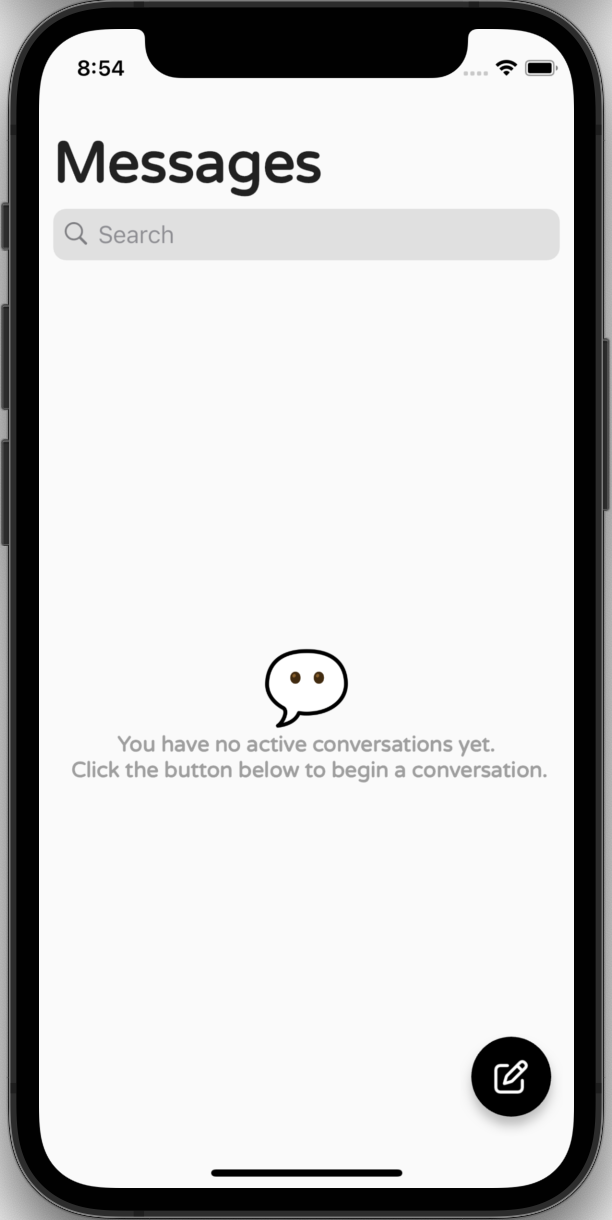 8:54
Messages
Search
You have no active conversations yet.
Click the button below to begin a conversation.